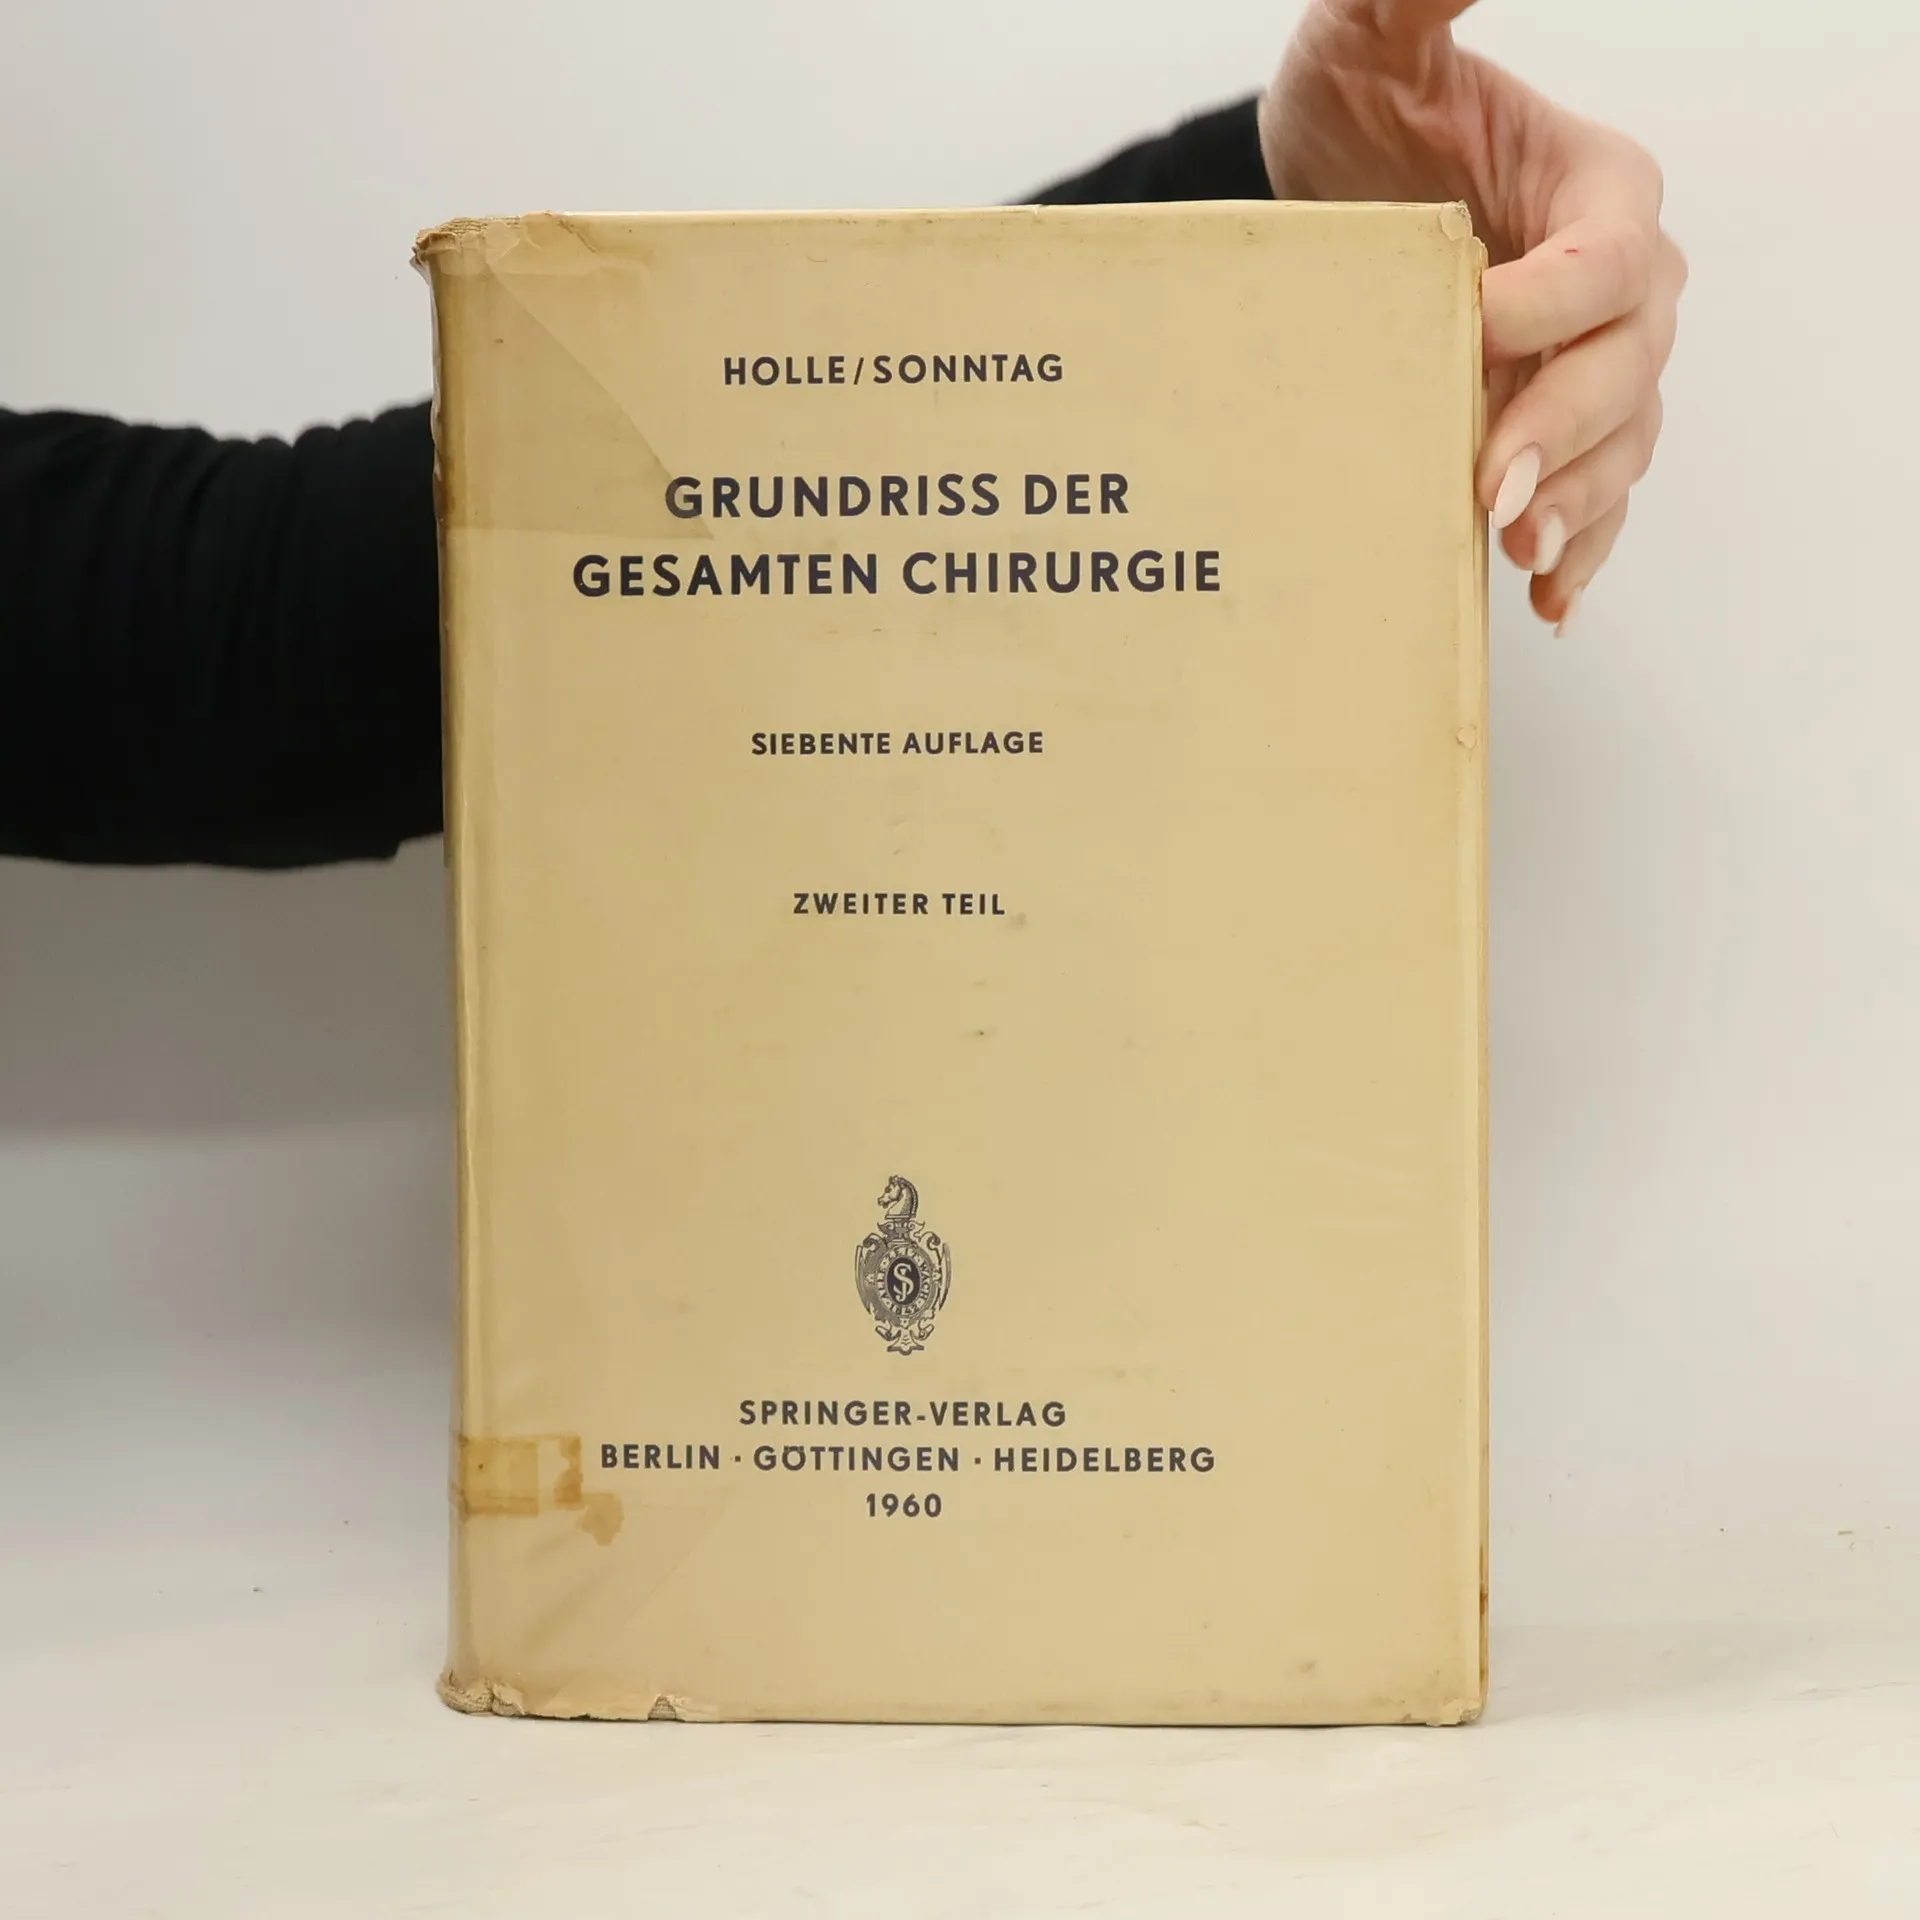 HOLLE/SONNTAG
GRUNDRISS DER
GESAMTEN CHIRURGIE
SIEBENTE AUFLAGE
ZWEITER TEIL
SPRINGER-VERLAG
BERLIN · GÖTTINGEN · HEIDELBERG
1960